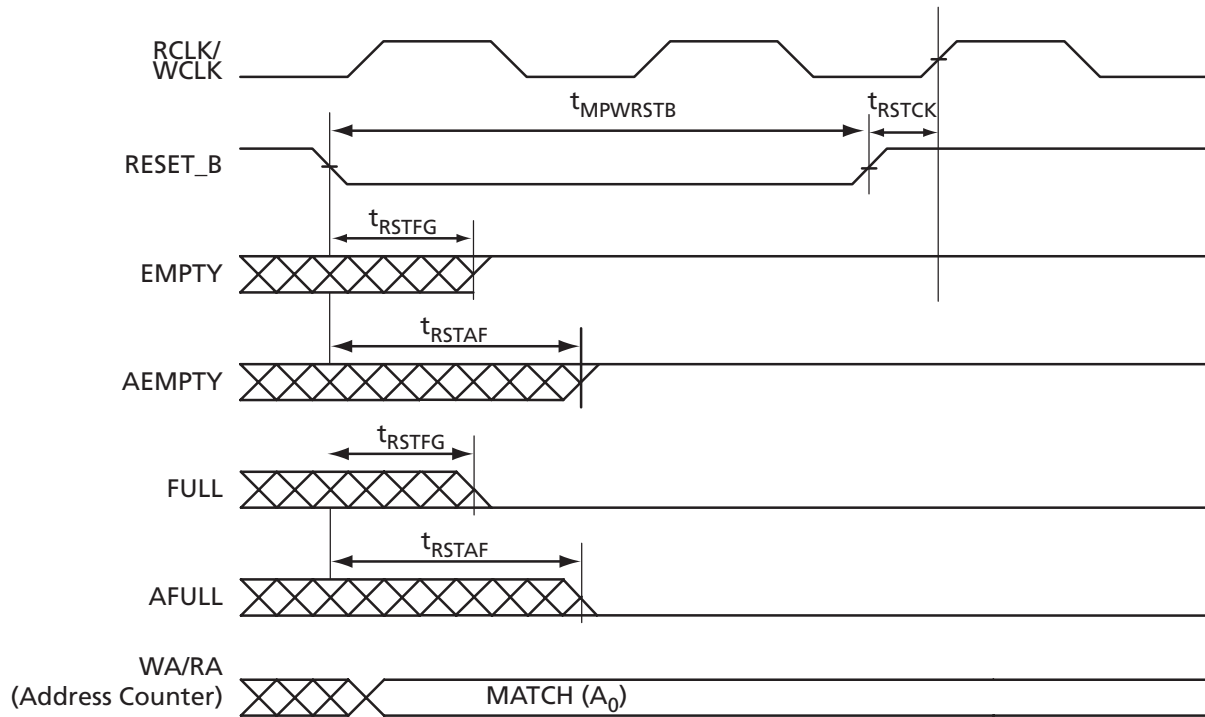 RCLK/
WCLK
tMPWRSTB
tRSTCK
RESET_B
tRSTFG
EMPTY
tRSTAF
AEMPTY
tRSTFG
FULL
tRSTAF
AFULL
WA/RA
(Address Counter)
MATCH (A0)